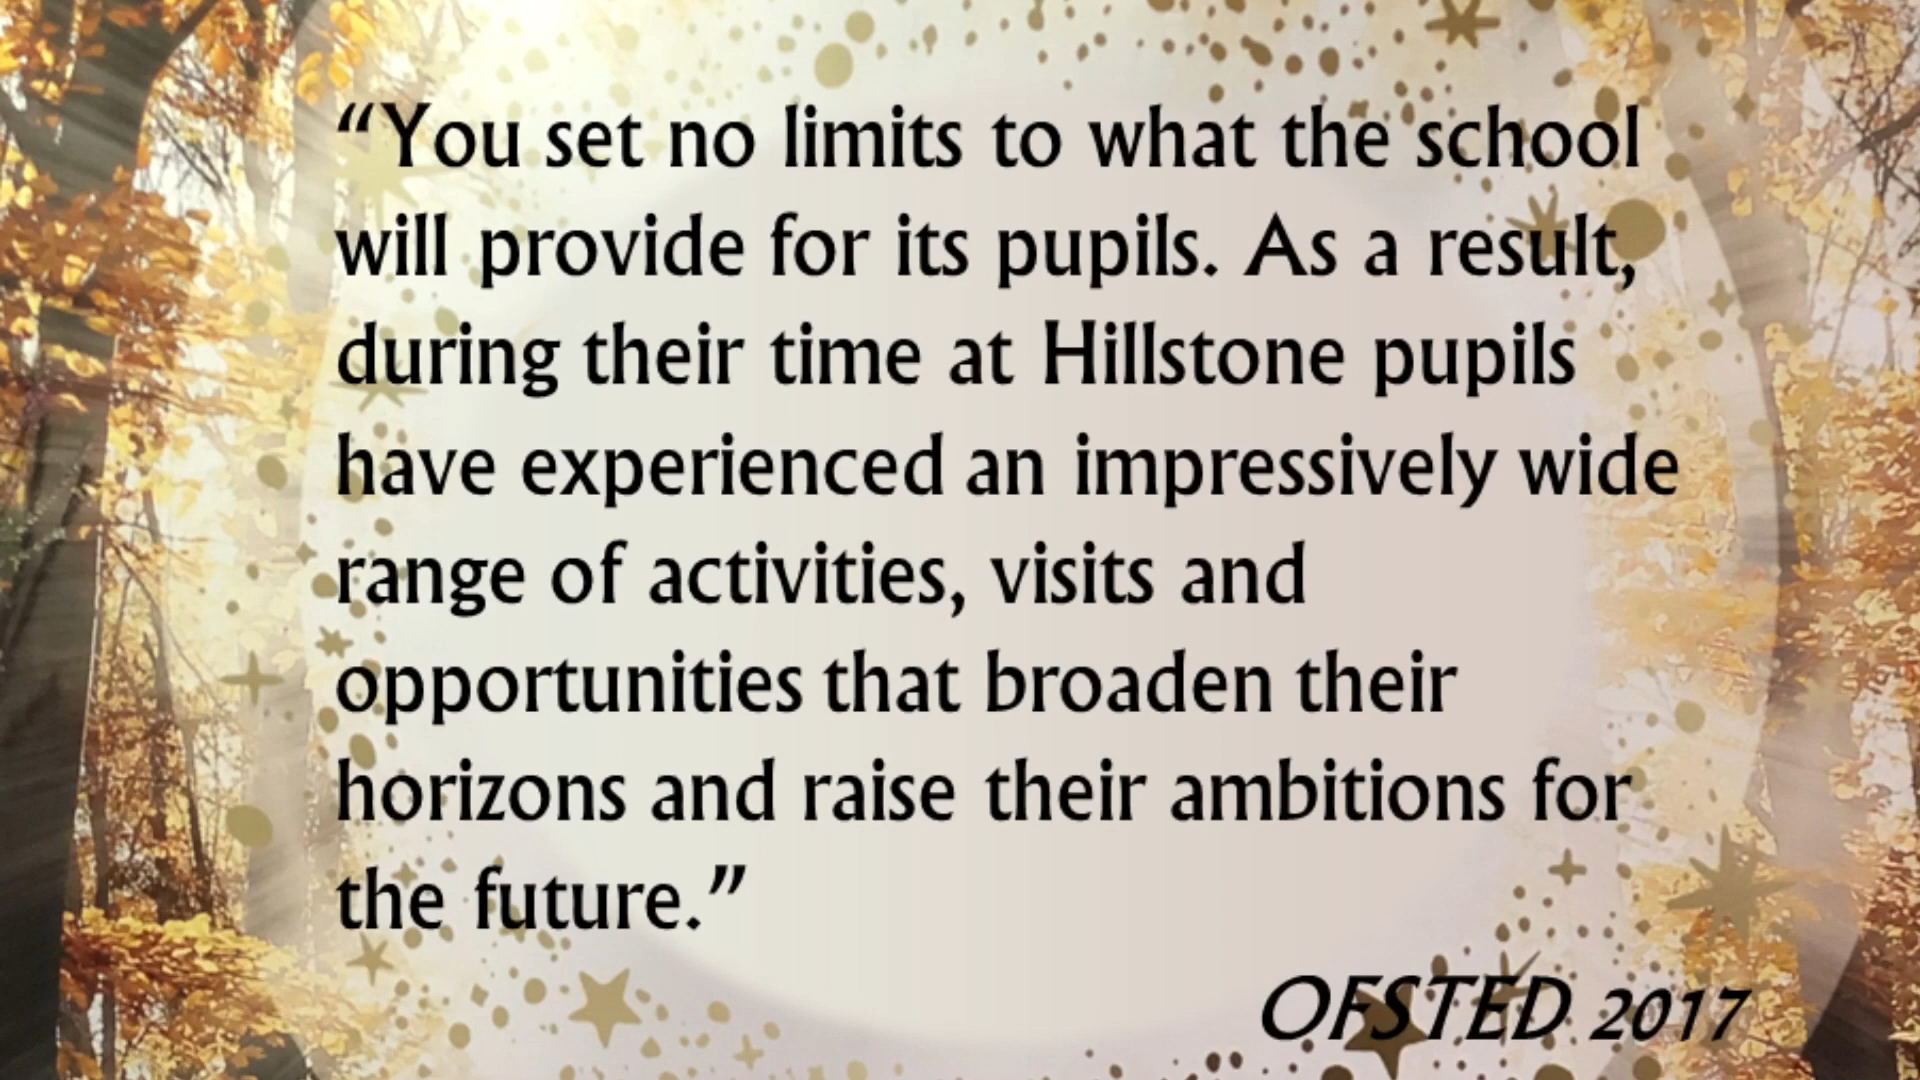 “You set no limits to what the school
will provide for its pupils. As a result,
during their time at Hillstone pupils
have experienced an impressively wide
range of activities, visits and
opportunities that broaden their
horizons and raise their ambitions for
the future.”
OFSTED 2017